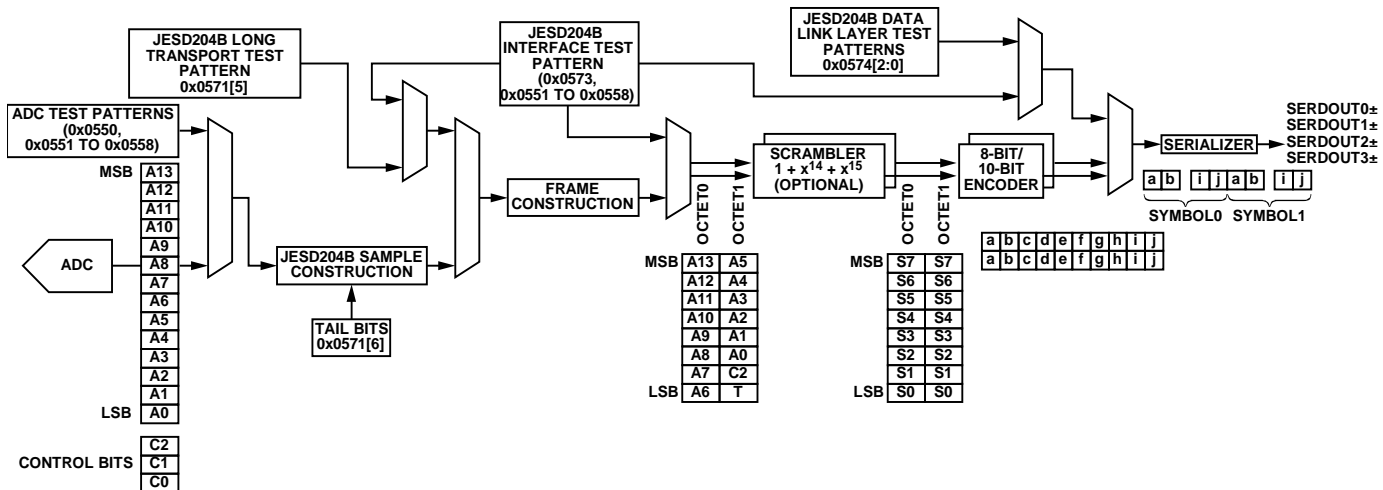 JESD204B LONG
TRANSPORT TEST
PATTERN
0x0571[5]
JESD204B
INTERFACE TEST
PATTERN
(0x0573,
0x0551 TO 0x0558)
JESD204B DATA
LINK LAYER TEST
PATTERNS
0x0574[2:0]
ADC TEST PATTERNS
(0x0550,
0x0551 TO 0x0558)
MSB A13
A12
A11
A10
A9
A8
A7
A6
A5
A4
A3
A2
A1
LSB A0
CONTROL BITS
C2
C1
C0
ADC
JESD204B SAMPLE
CONSTRUCTION
TAIL BITS
0x0571[6]
FRAME
CONSTRUCTION
OCTET0
OCTET1
MSB A13 A5
A12 A4
A11 A3
A10 A2
A9 A1
A8 A0
A7 C2
LSB A6 T
SCRAMBLER
1 + x14 + x15
(OPTIONAL)
OCTET0
OCTET1
MSB S7 S7
S6 S6
S5 S5
S4 S4
S3 S3
S2 S2
S1 S1
LSB S0 S0
8-BIT/
10-BIT
ENCODER
a b c d e f g h i j
a b c d e f g h i j
SERIALIZER
SERDOUT0±
SERDOUT1±
SERDOUT2±
SERDOUT3±
a b i j a b i j
SYMBOL0 SYMBOL1